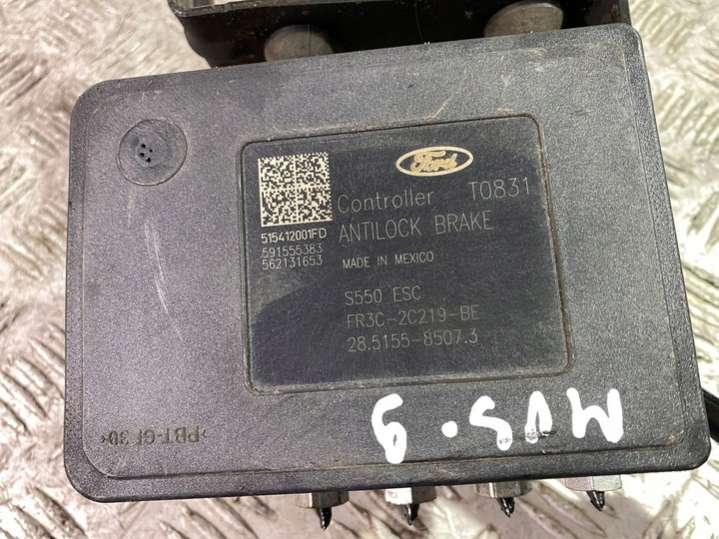 Ford
Controller T0831
ANTILOCK BRAKE
515412001FD
591555383
562131653
MADE IN MEXICO
S550 ESC
FR3C-2C219-BE
28.5155-8507.3
MUS.9
>PBT-GF30<